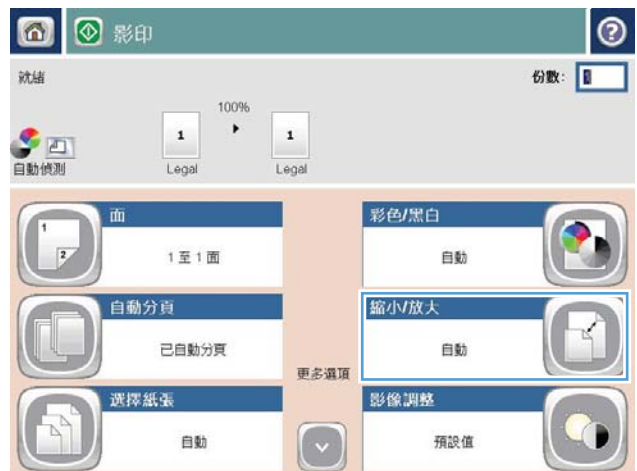 影印
就緒
份數: 1
100%
1
1
自動偵測
Legal
Legal
面
1 至 1 面
彩色/黑白
自動
1
2
自動分頁
已自動分頁
縮小/放大
自動
更多選項
選擇紙張
自動
影像調整
預設值